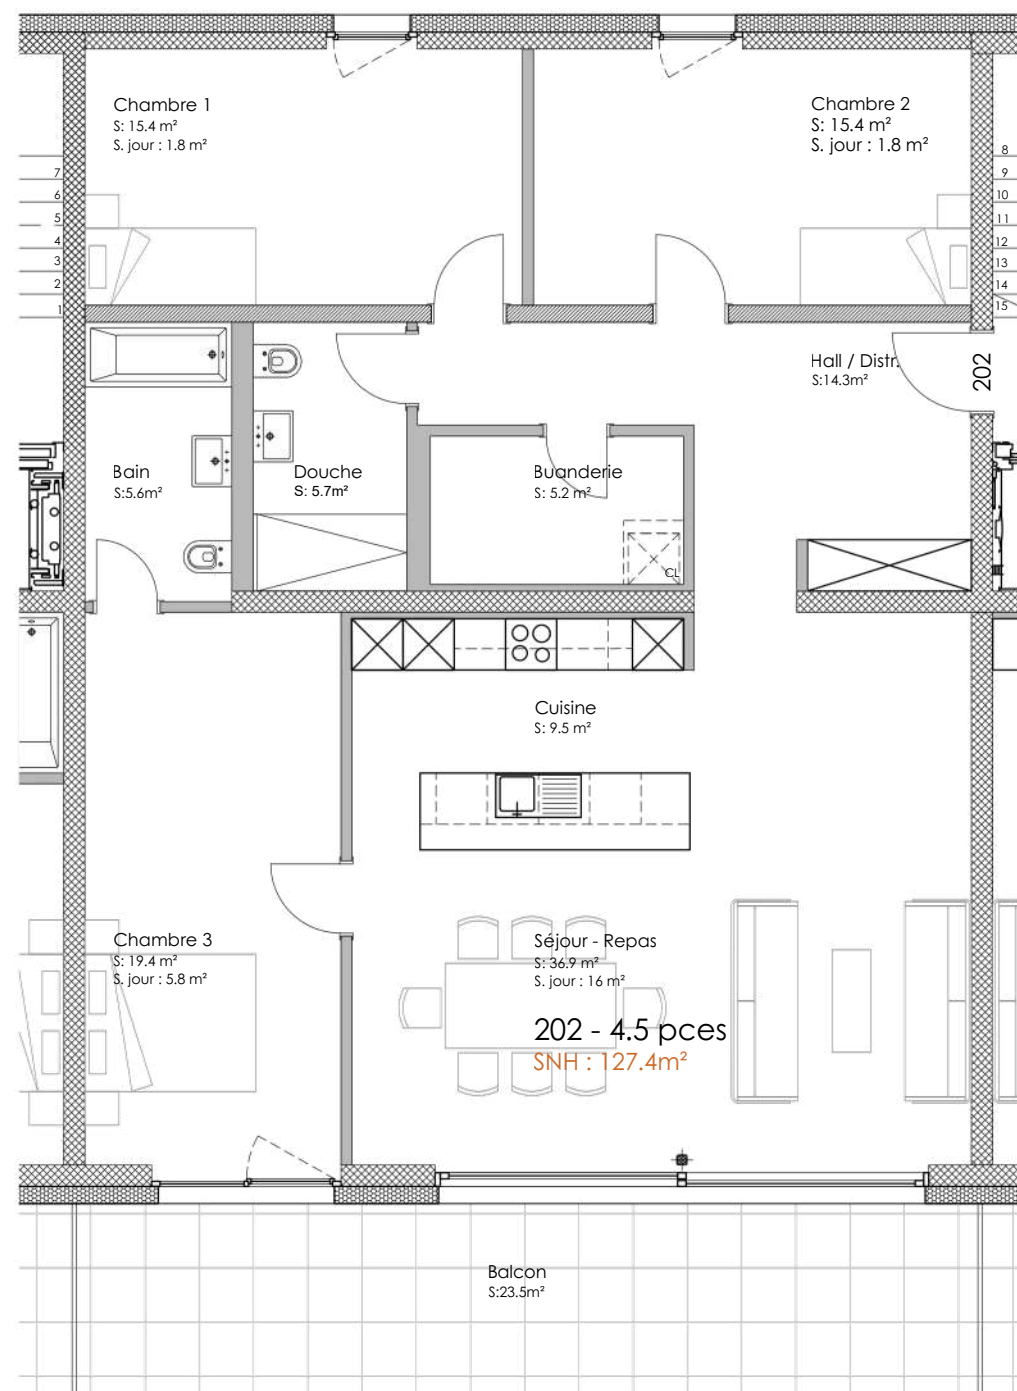 Chambre 1
S: 15.4 m²
S. jour : 1.8 m²
Chambre 2
S: 15.4 m²
S. jour : 1.8 m²
7
6
5
4
3
2
1
8
9
10
11
12
13
14
15
Hall / Distr.
S:14.3m²
202
Bain
S:5.6m²
Douche
S: 5.7m²
Buanderie
S: 5.2 m²
CL
Cuisine
S: 9.5 m²
Chambre 3
S: 19.4 m²
S. jour : 5.8 m²
Séjour - Repas
S: 36.9 m²
S. jour : 16 m²
202 - 4.5 pces
SNH : 127.4m²
Balcon
S:23.5m²